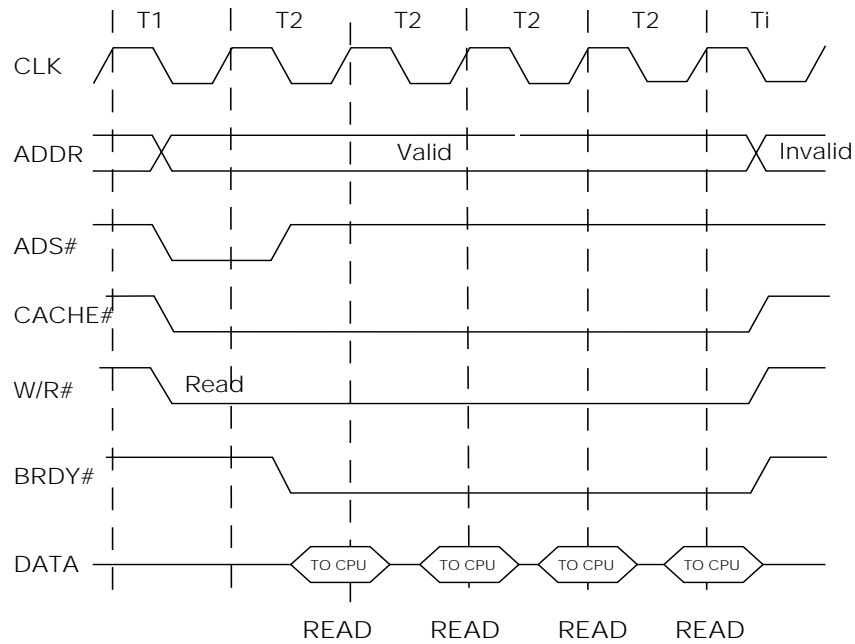 T1 T2 T2 T2 T2 Ti
CLK
ADDR Valid Invalid
ADS#
CACHE#
W/R# Read
BRDY#
DATA TO CPU TO CPU TO CPU TO CPU
READ READ READ READ